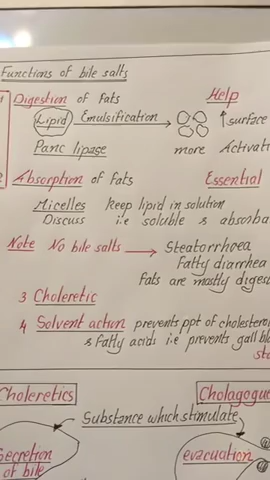 Functions of bile salts
Digestion of Fats Help
Lipid Emulsification ↑surface
Panc lipase more Activati
2 Absorption of Fats Essential
Micelles keep lipid in solution
Discuss i.e soluble & absorba
Note No bile salts → Steatorrhoea
Fatty diarrhea
Fats are mostly diges
3 Choleretic
4 Solvent action prevents ppt of cholestero
& Fatty acids i.e prevents gall bla
sto
Choleretics Cholagogue
Substance which stimulate
Secretion evacuation
of bile